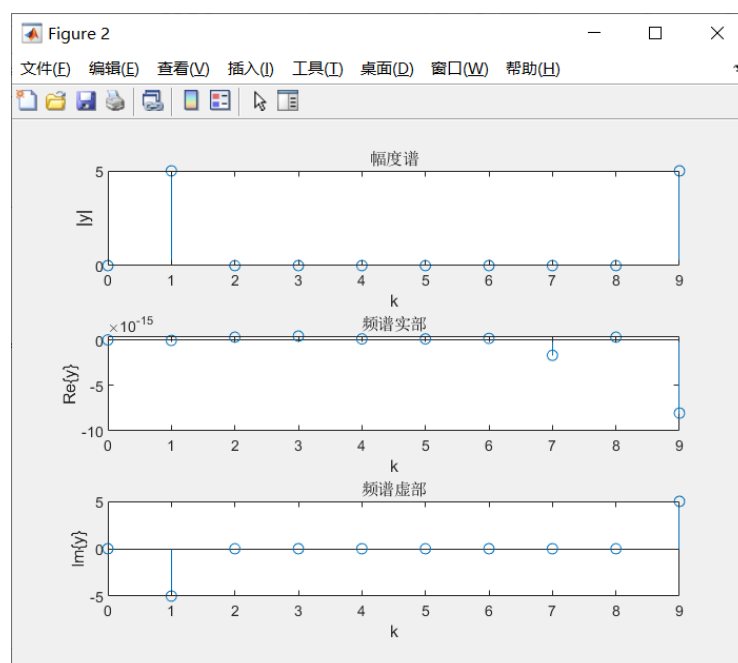 Figure 2
文件(F) 编辑(E) 查看(V) 插入(I) 工具(T) 桌面(D) 窗口(W) 帮助(H)
幅度谱
5
0
|y|
0 1 2 3 4 5 6 7 8 9
k
×10-15
频谱实部
0
-5
-10
Re{y}
0 1 2 3 4 5 6 7 8 9
k
频谱虚部
5
0
-5
Im{y}
0 1 2 3 4 5 6 7 8 9
k